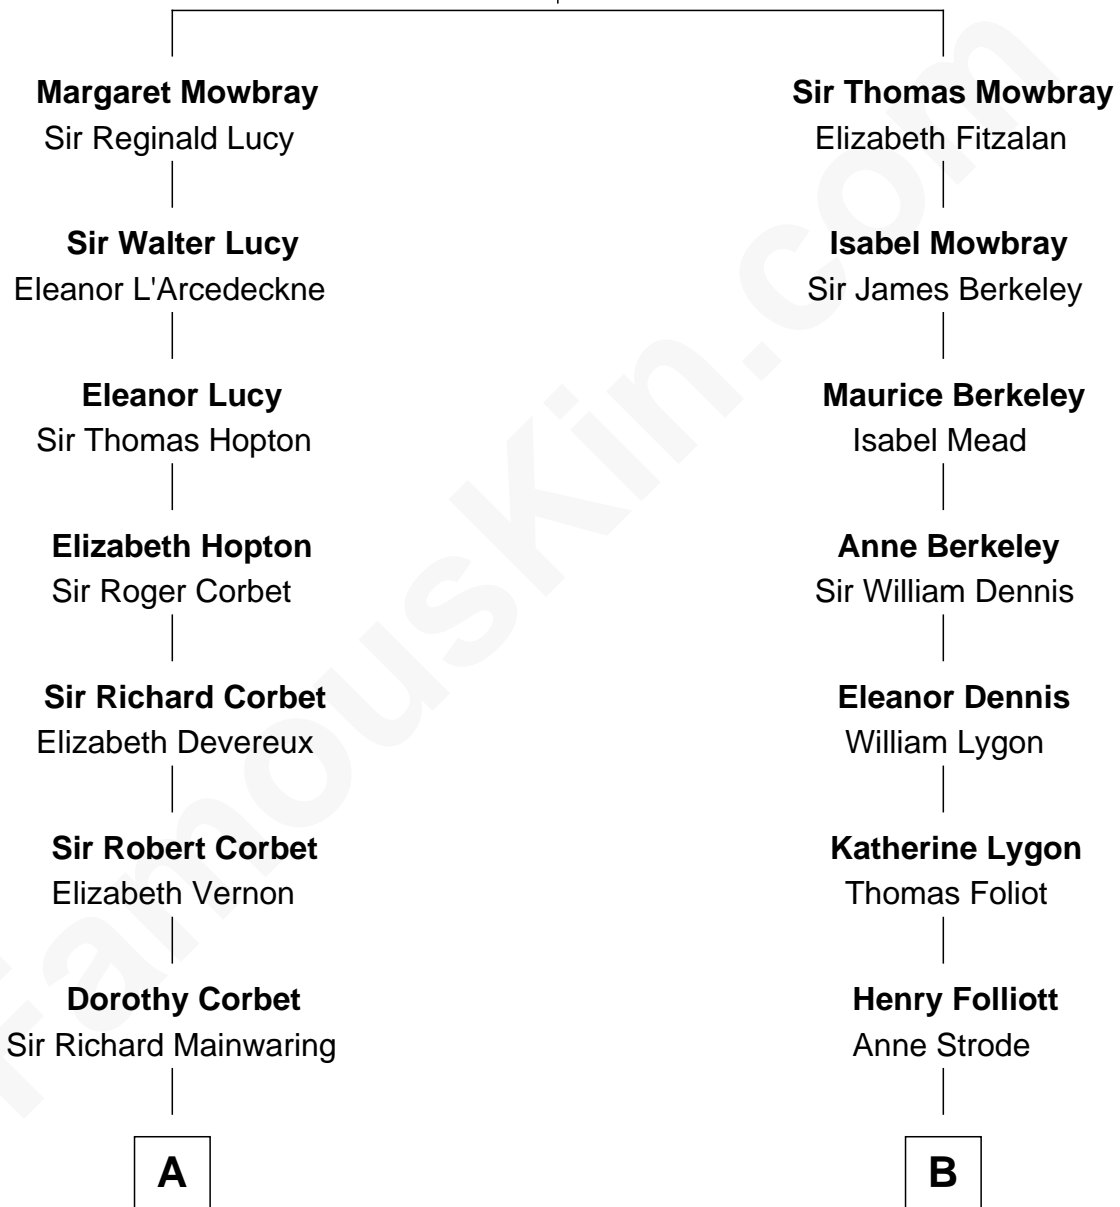 Margaret Mowbray
Sir Reginald Lucy
Sir Walter Lucy
Eleanor L'Arcedeckne
Eleanor Lucy
Sir Thomas Hopton
Elizabeth Hopton
Sir Roger Corbet
Sir Richard Corbet
Elizabeth Devereux
Sir Robert Corbet
Elizabeth Vernon
Dorothy Corbet
Sir Richard Mainwaring
A
Sir Thomas Mowbray
Elizabeth Fitzalan
Isabel Mowbray
Sir James Berkeley
Maurice Berkeley
Isabel Mead
Anne Berkeley
Sir William Dennis
Eleanor Dennis
William Lygon
Katherine Lygon
Thomas Foliot
Henry Folliott
Anne Strode
B
FamousKin.com